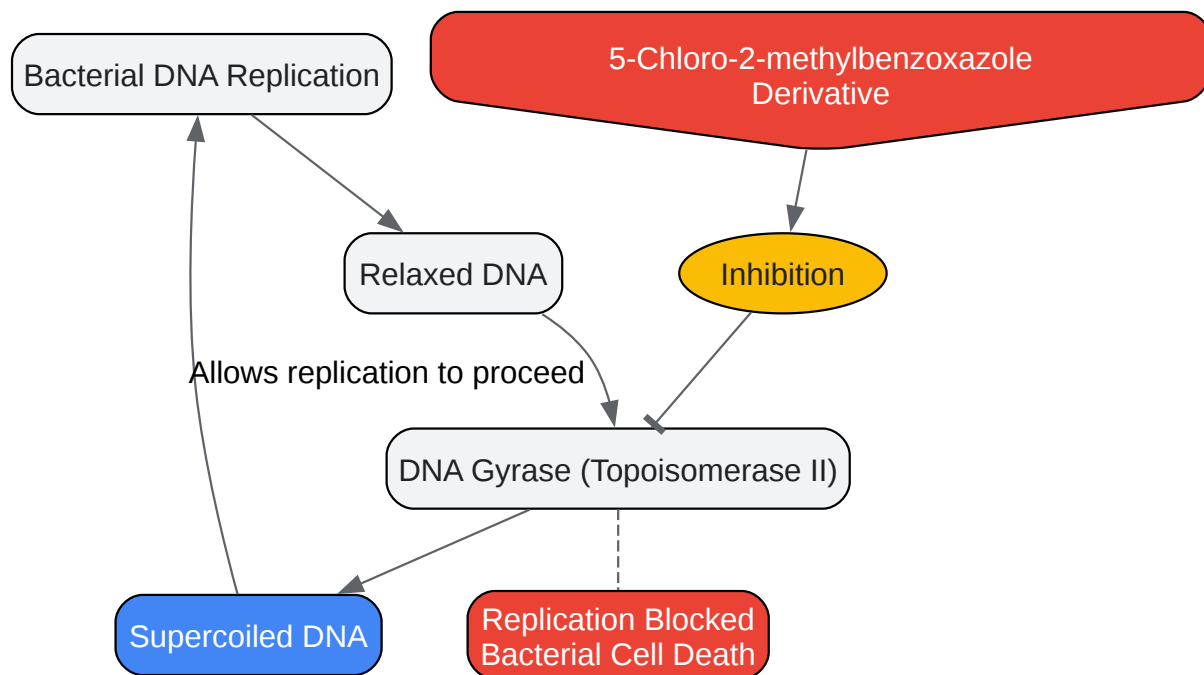 Bacterial DNA Replication
5-Chloro-2-methylbenzoxazole
Derivative
Relaxed DNA
Inhibition
Allows replication to proceed
DNA Gyrase (Topoisomerase II)
Supercoiled DNA
Replication Blocked
Bacterial Cell Death